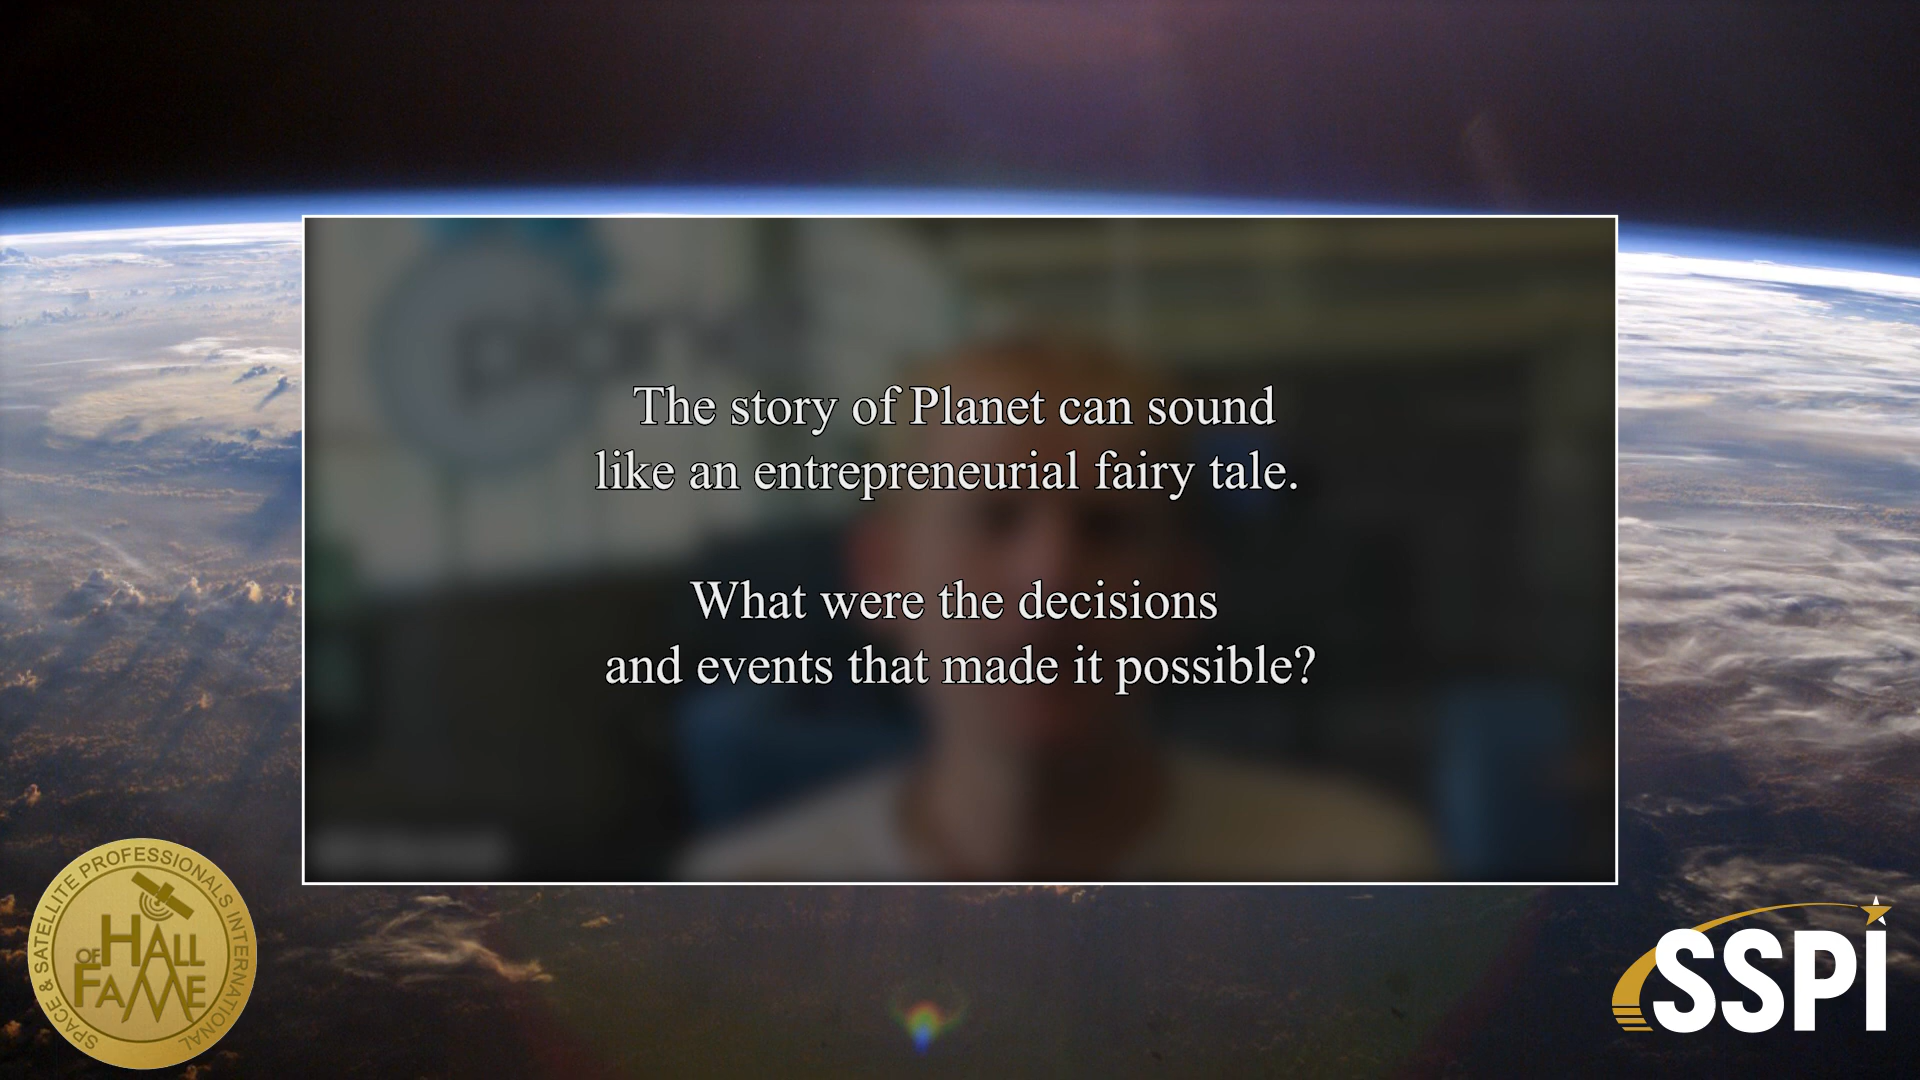 planet
The story of Planet can sound
like an entrepreneurial fairy tale.
What were the decisions
and events that made it possible?
SPACE & SATELLITE PROFESSIONALS INTERNATIONAL
HALL
OF
FAME
SSPI